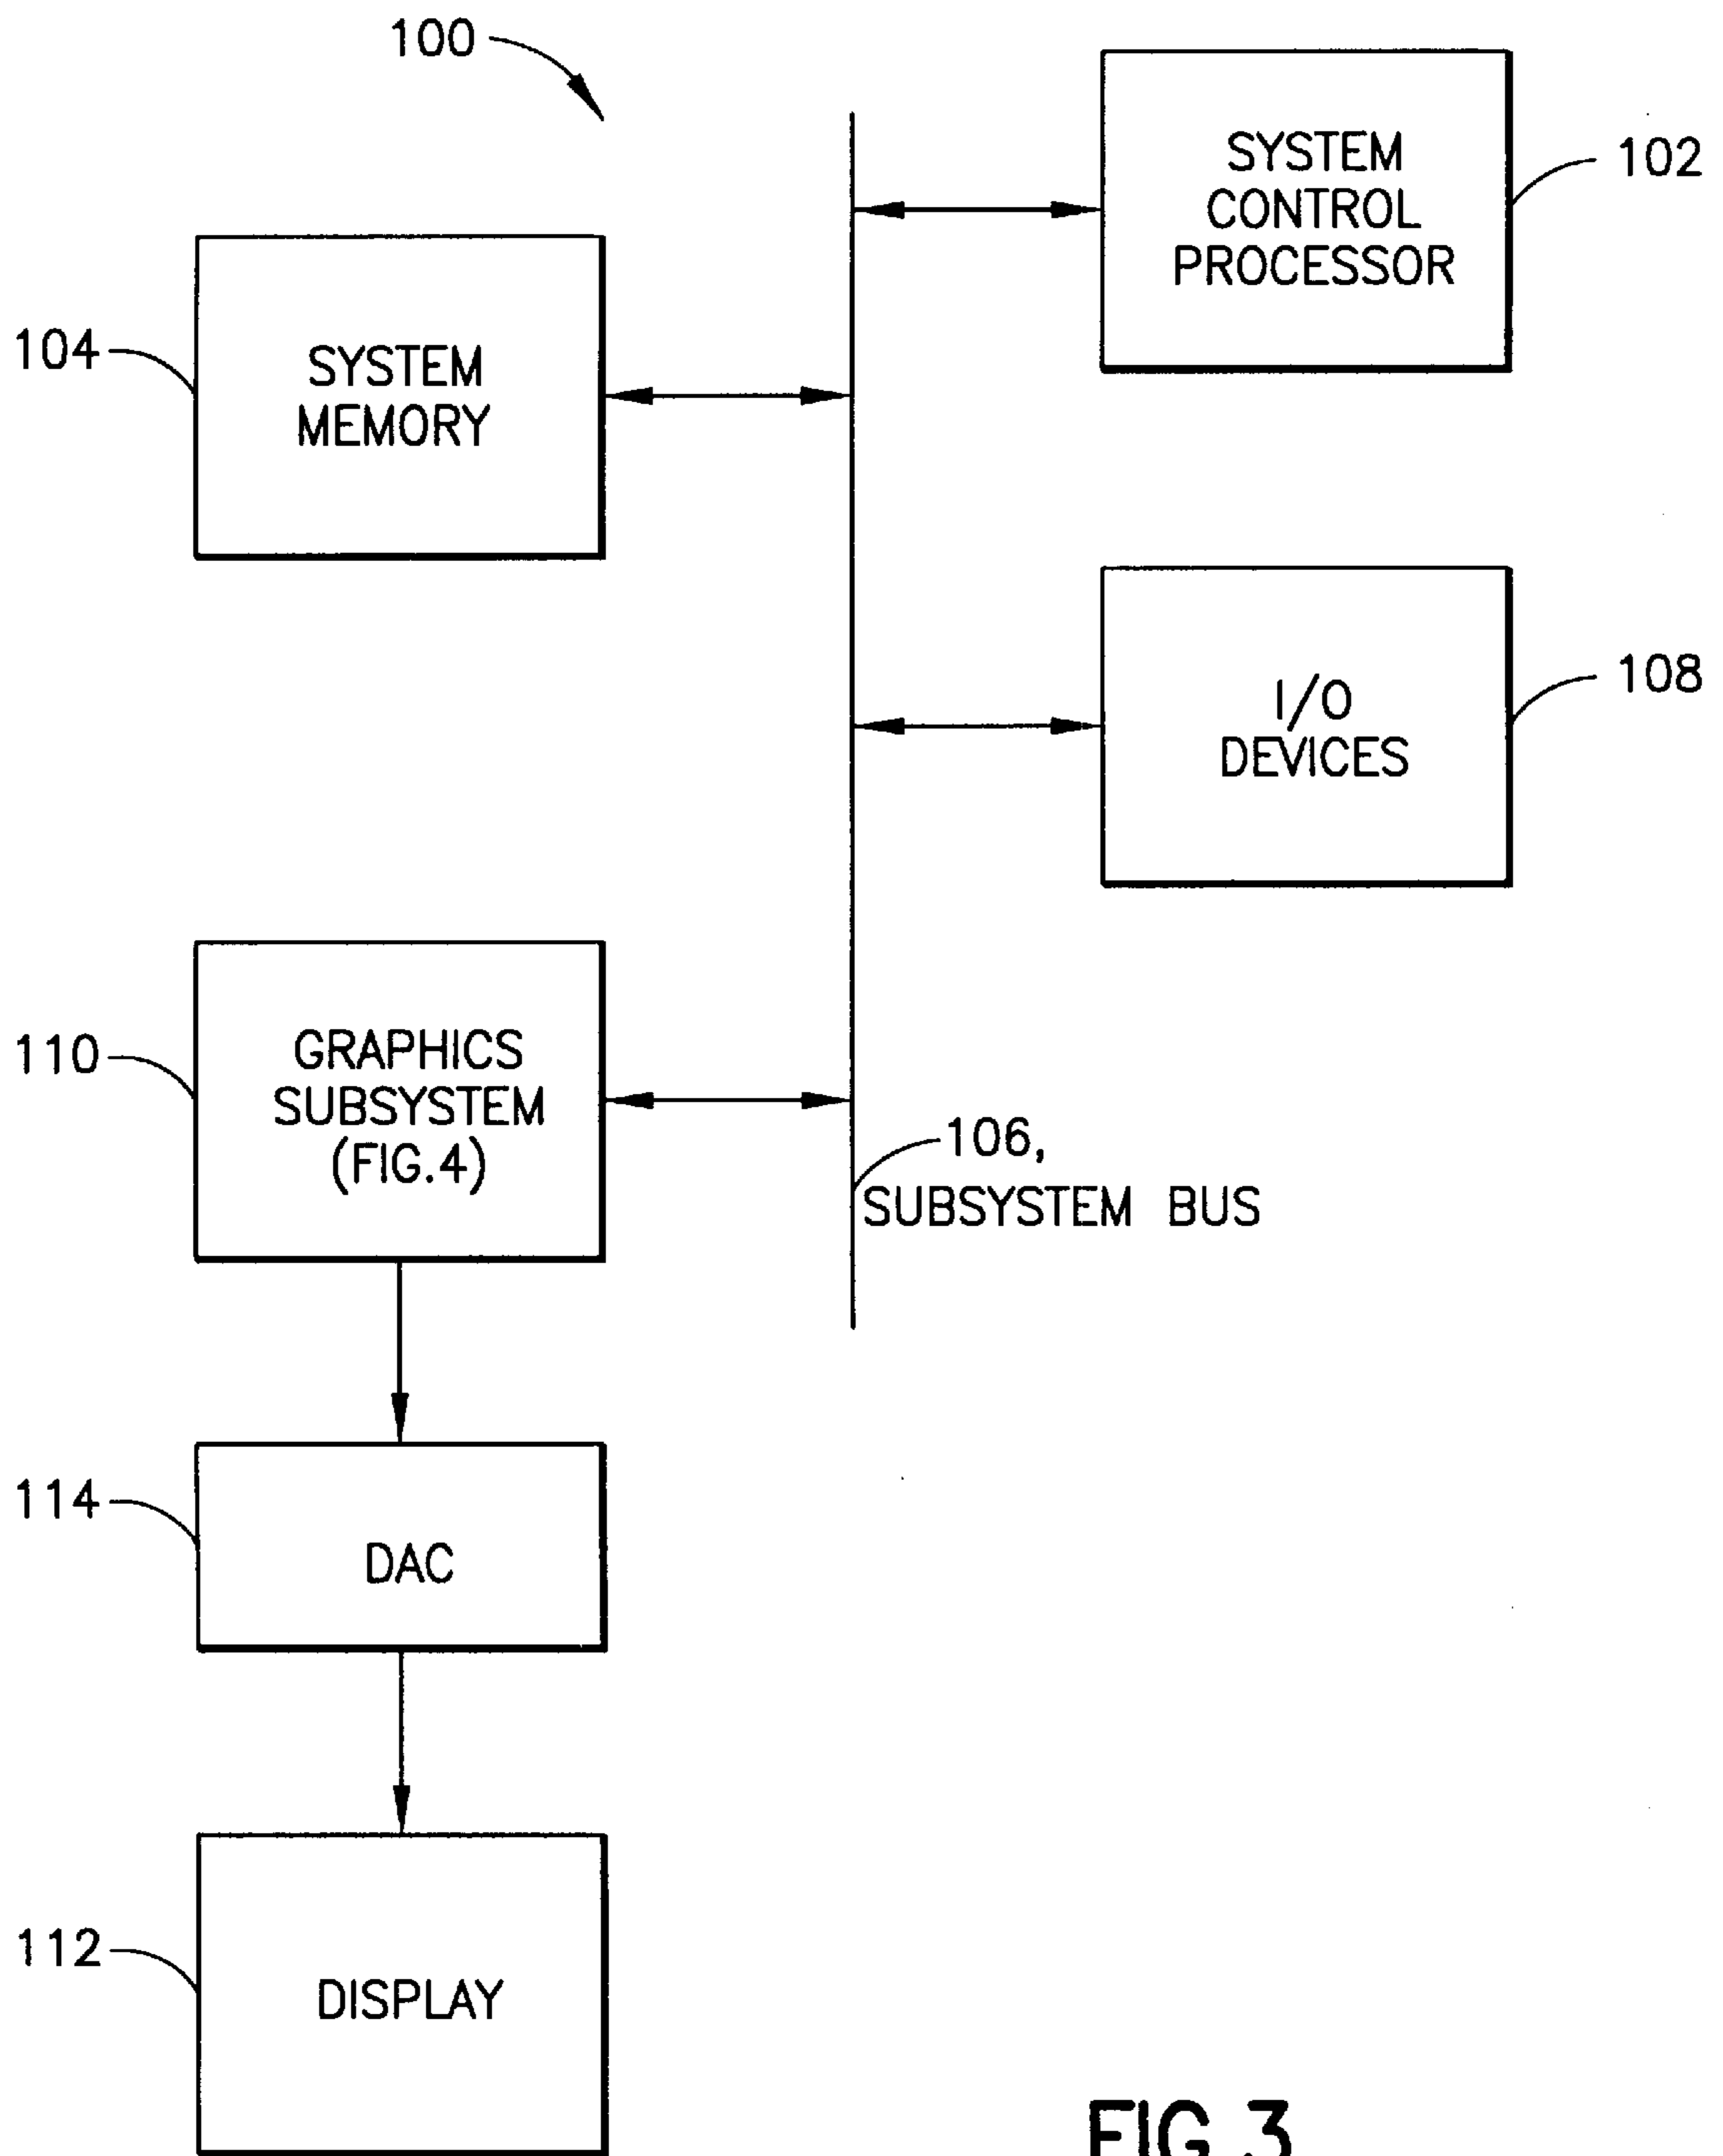 100
SYSTEM
CONTROL
PROCESSOR
102
104
SYSTEM
MEMORY
I/O
DEVICES
108
110
GRAPHICS
SUBSYSTEM
(FIG.4)
106,
SUBSYSTEM BUS
114
DAC
112
DISPLAY
FIG.3